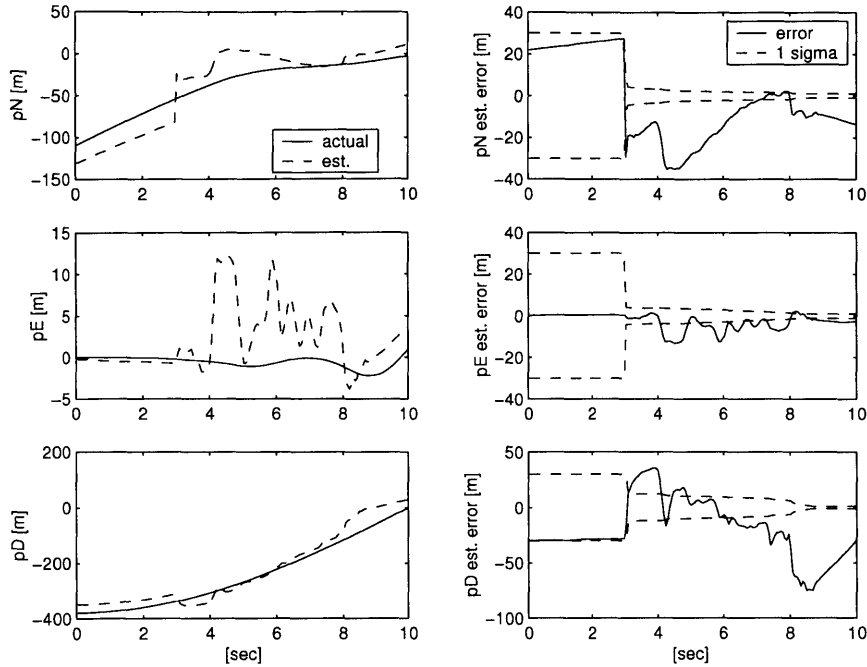 50
0
−50
−100
−150
pN [m]
actual
est.
0 2 4 6 8 10
40
20
0
−20
−40
pN est. error [m]
error
1 sigma
0 2 4 6 8 10
15
10
5
0
−5
pE [m]
0 2 4 6 8 10
40
20
0
−20
−40
pE est. error [m]
0 2 4 6 8 10
200
0
−200
−400
pD [m]
0 2 4 6 8 10
[sec]
50
0
−50
−100
pD est. error [m]
0 2 4 6 8 10
[sec]